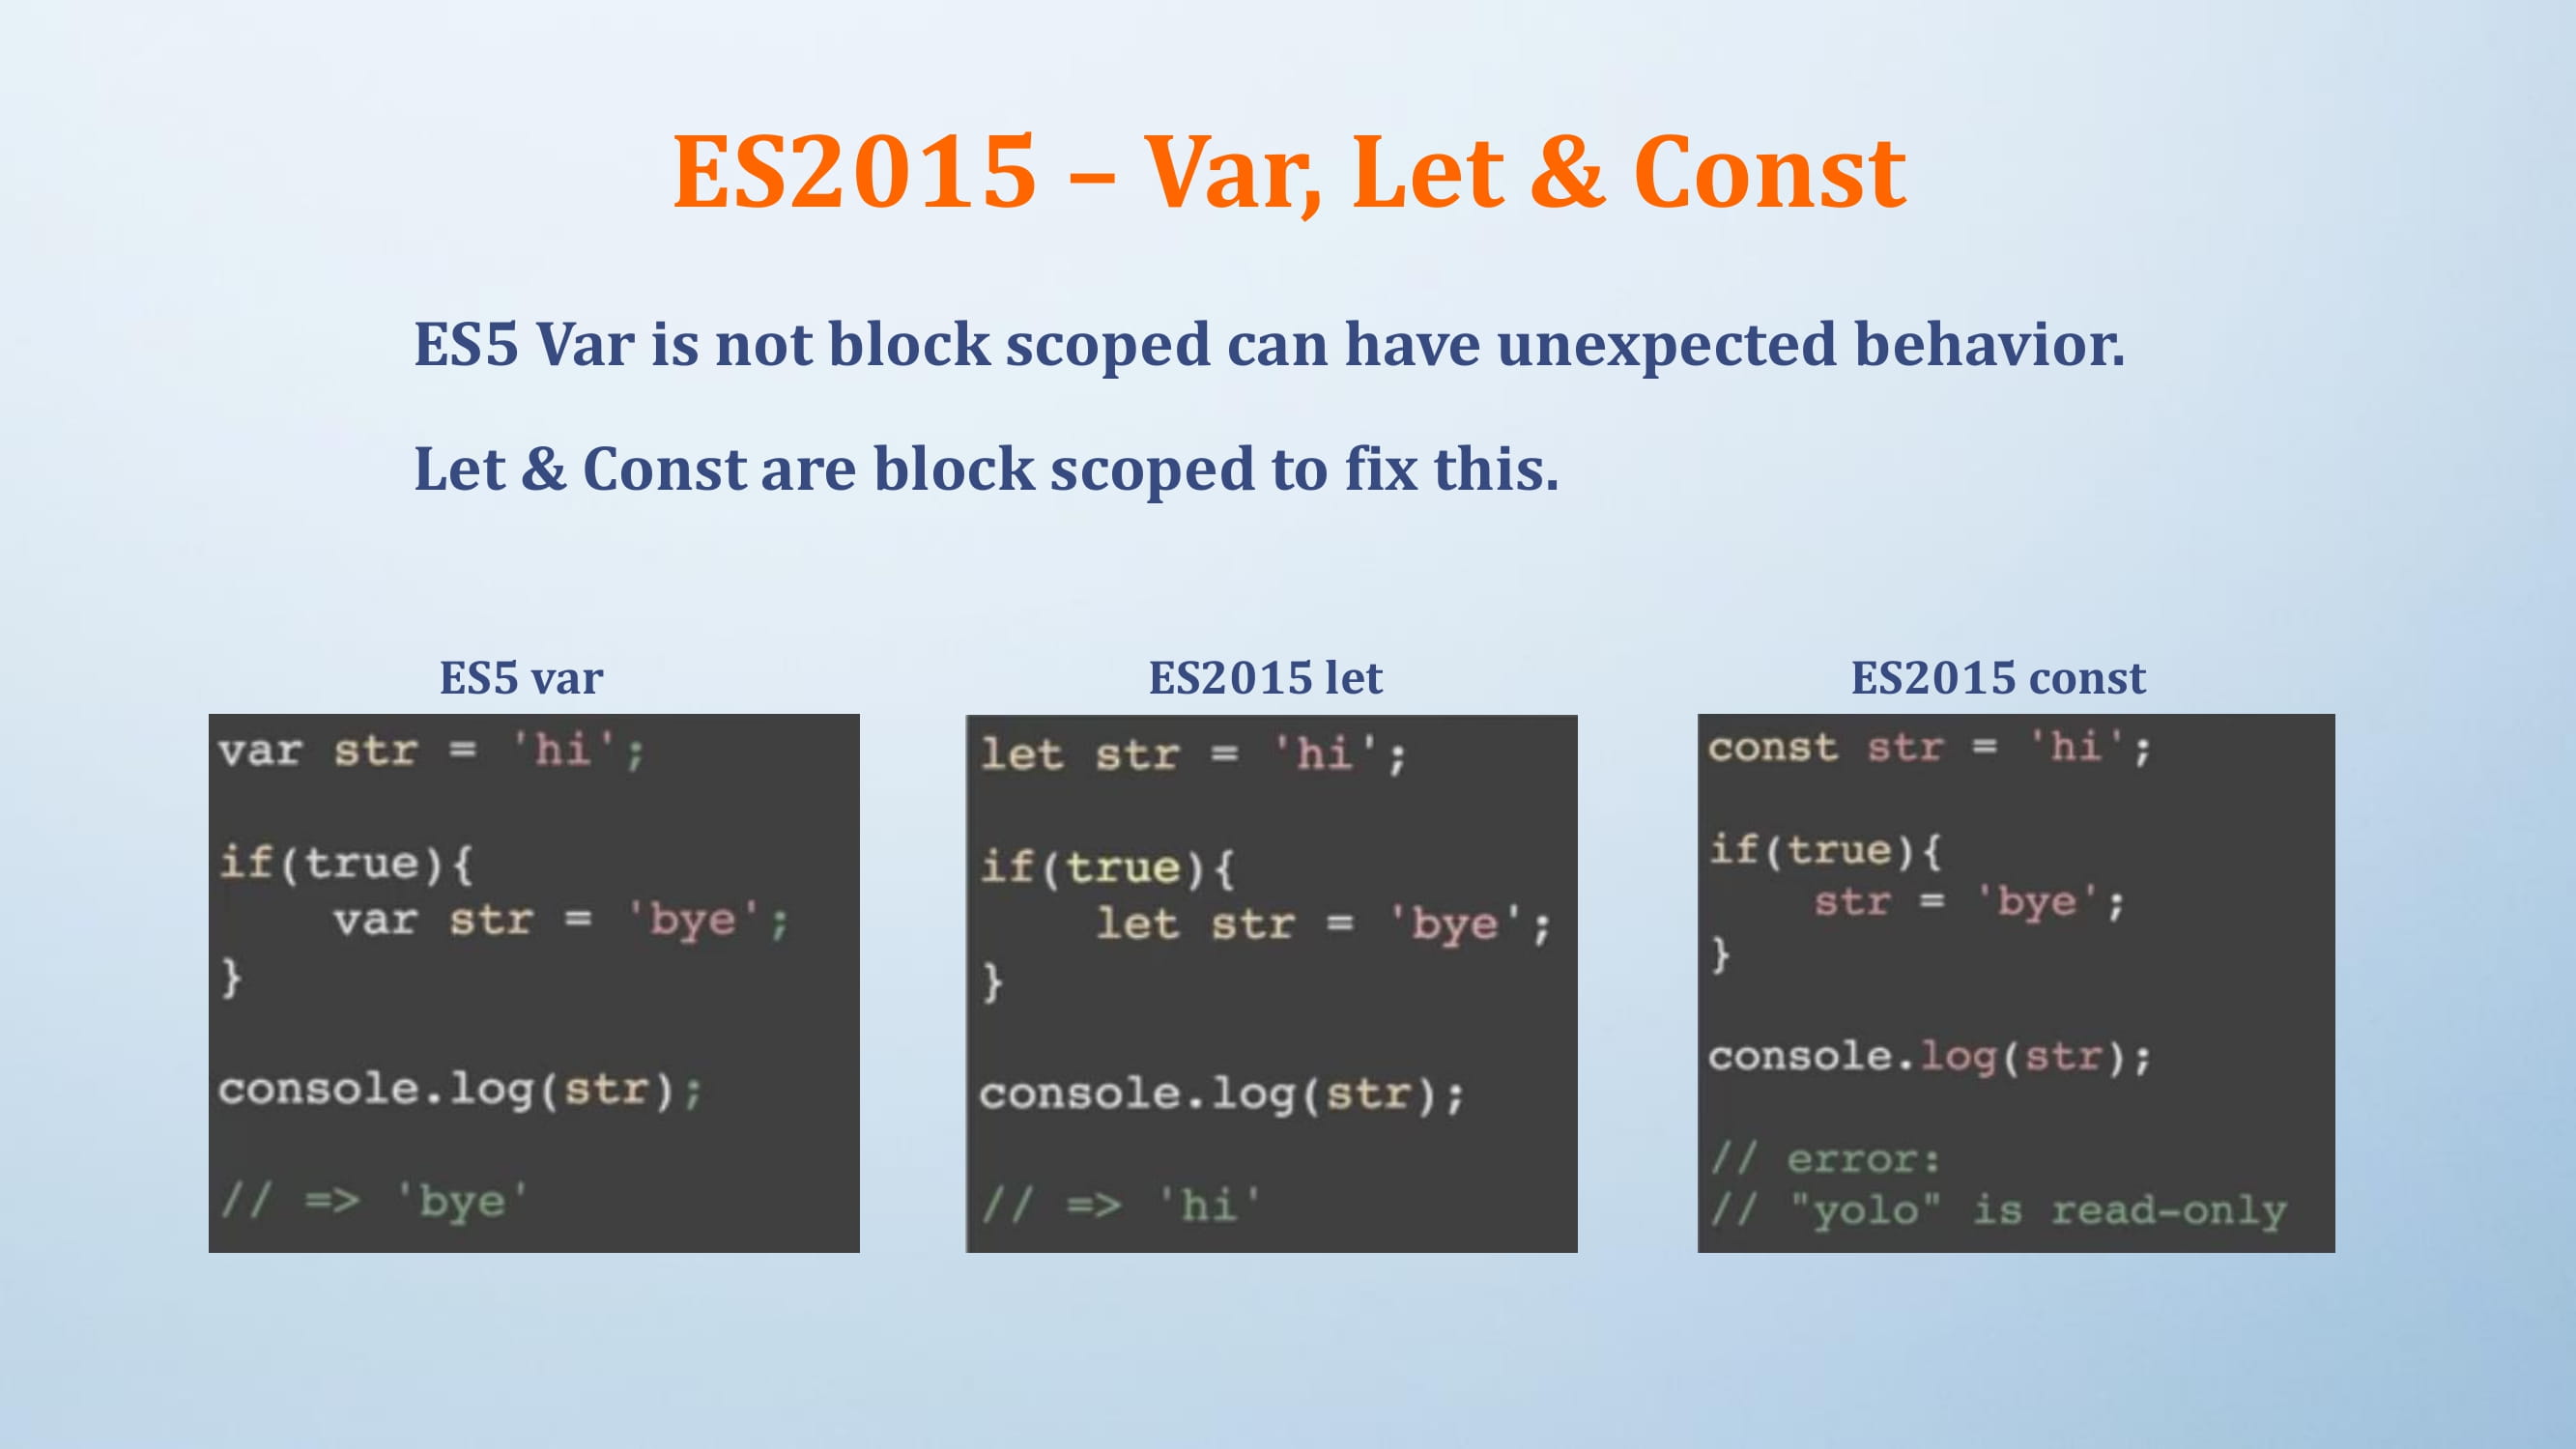 ES2015 – Var, Let & Const
ES5 Var is not block scoped can have unexpected behavior.
Let & Const are block scoped to fix this.
ES5 var
var str = 'hi';
if(true){
    var str = 'bye';
}
console.log(str);
// => 'bye'
ES2015 let
let str = 'hi';
if(true){
    let str = 'bye';
}
console.log(str);
// => 'hi'
ES2015 const
const str = 'hi';
if(true){
    str = 'bye';
}
console.log(str);
// error:
// "yolo" is read-only